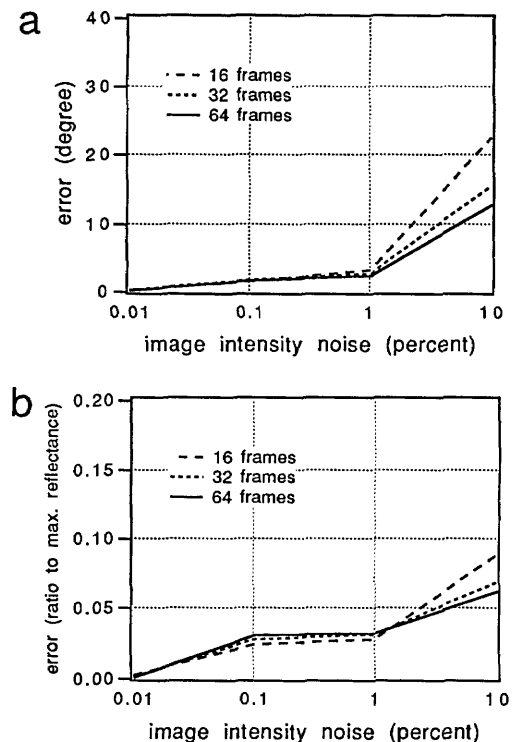 a
40
30
20
10
0
error (degree)
16 frames
32 frames
64 frames
0.01 0.1 1 10
image intensity noise (percent)
b
0.20
0.15
0.10
0.05
0.00
error (ratio to max. reflectance)
16 frames
32 frames
64 frames
0.01 0.1 1 10
image intensity noise (percent)